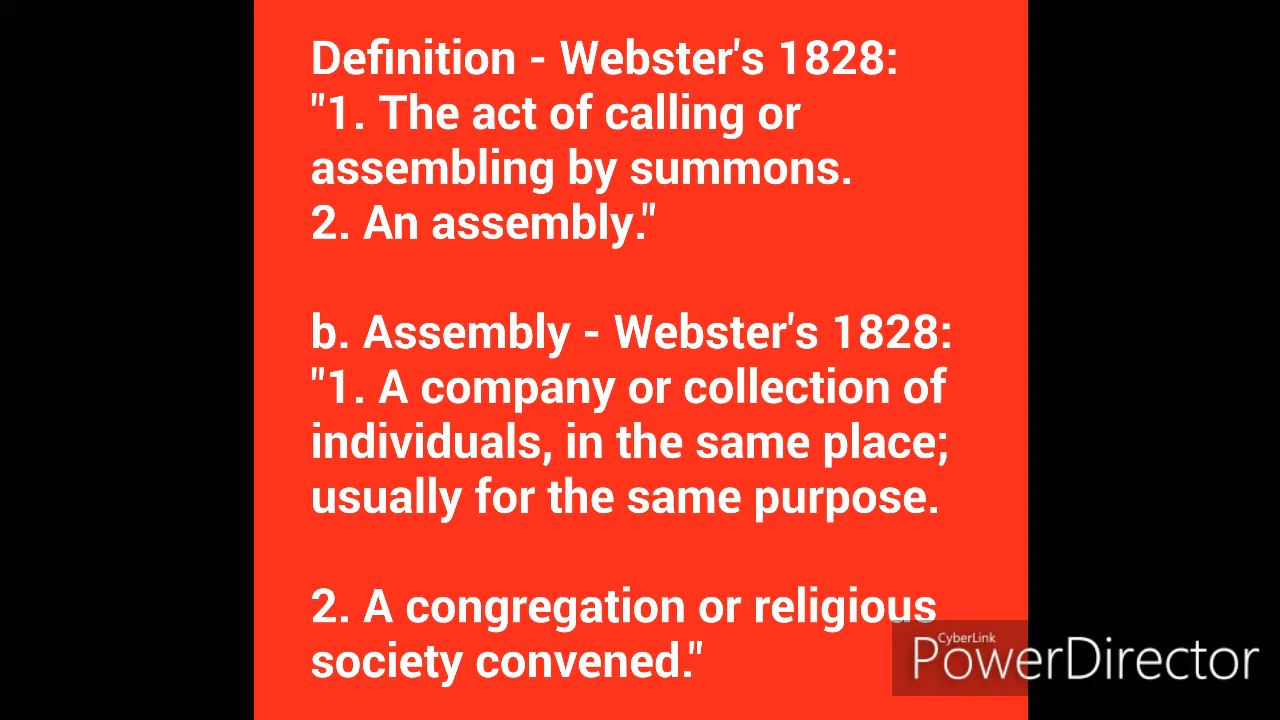 Definition - Webster's 1828:
"1. The act of calling or
assembling by summons.
2. An assembly."
b. Assembly - Webster's 1828:
"1. A company or collection of
individuals, in the same place;
usually for the same purpose.
2. A congregation or religious
society convened."
CyberLink
PowerDirector